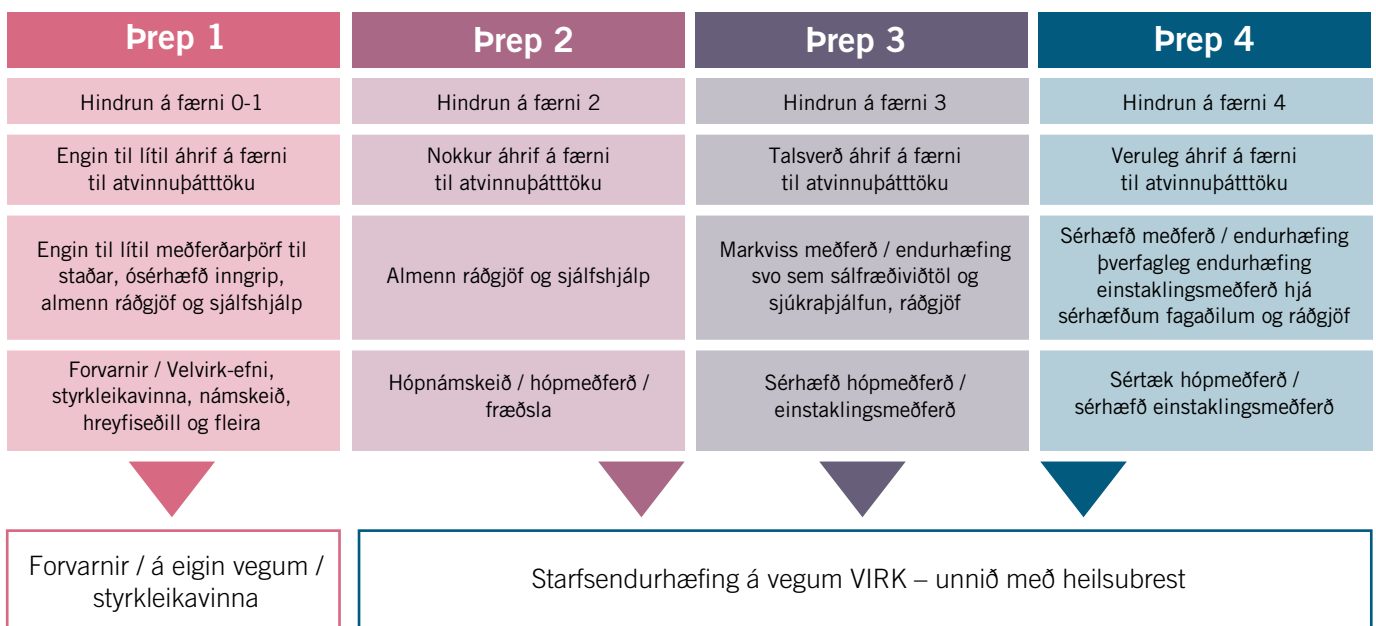 Þrep 1
Hindrun á færni 0-1
Engin til lítil áhrif á færni
til atvinnuþátttöku
Engin til lítil meðferðarþörf til
staðar, ósérhæfð inngrip,
almenn ráðgjöf og sjálfshjálp
Forvarnir / Velvirk-efni,
styrkleikavinna, námskeið,
hreyfiseðill og fleira
Forvarnir / á eigin vegum /
styrkleikavinna
Þrep 2
Hindrun á færni 2
Nokkur áhrif á færni
til atvinnuþátttöku
Almenn ráðgjöf og sjálfshjálp
Hópnámskeið / hópmeðferð /
fræðsla
Þrep 3
Hindrun á færni 3
Talsverð áhrif á færni
til atvinnuþátttöku
Markviss meðferð / endurhæfing
svo sem sálfræðiviðtöl og
sjúkraþjálfun, ráðgjöf
Sérhæfð hópmeðferð /
einstaklingsmeðferð
Þrep 4
Hindrun á færni 4
Veruleg áhrif á færni
til atvinnuþátttöku
Sérhæfð meðferð / endurhæfing
þverfagleg endurhæfing
einstaklingsmeðferð hjá
sérhæfðum fagaðilum og ráðgjöf
Sértæk hópmeðferð /
sérhæfð einstaklingsmeðferð
Starfsendurhæfing á vegum VIRK – unnið með heilsubrest